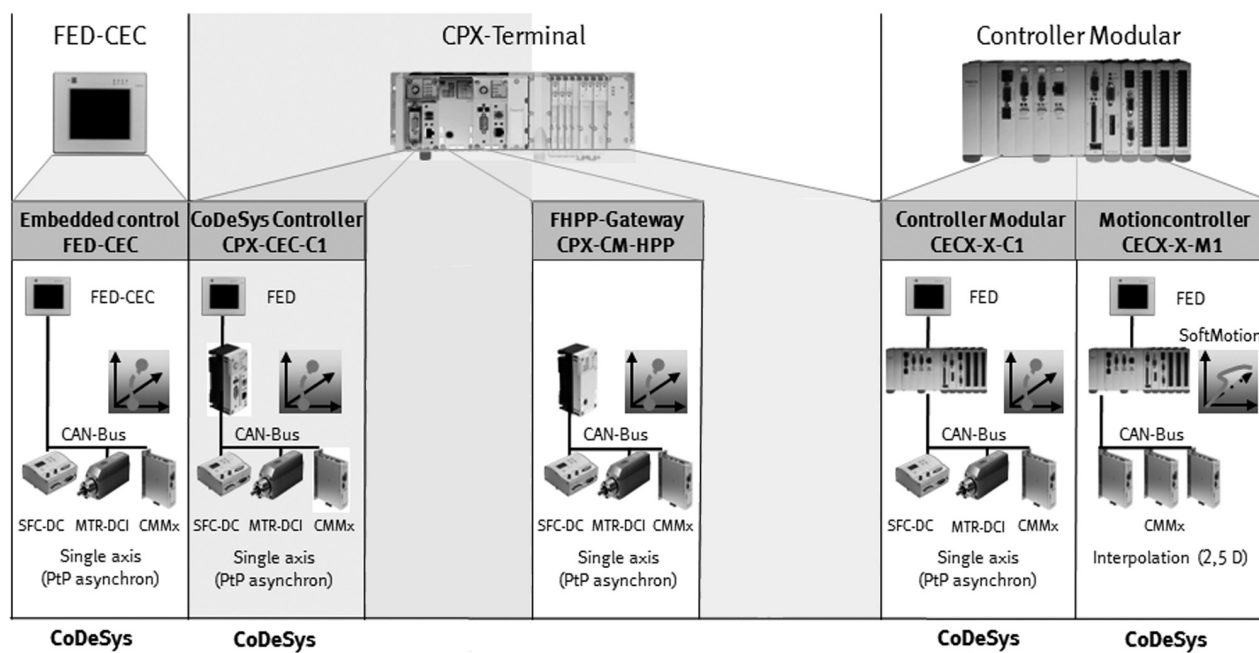 FED-CEC
CPX-Terminal
Controller Modular
Embedded control
FED-CEC
CoDeSys Controller
CPX-CEC-C1
FHPP-Gateway
CPX-CM-HPP
Controller Modular
CECX-X-C1
Motioncontroller
CECX-X-M1
FED-CEC
CAN-Bus
SFC-DC MTR-DCI CMMx
Single axis
(PtP asynchron)
FED
CAN-Bus
SFC-DC MTR-DCI CMMx
Single axis
(PtP asynchron)
CAN-Bus
SFC-DC MTR-DCI CMMx
Single axis
(PtP asynchron)
FED
CAN-Bus
SFC-DC MTR-DCI CMMx
Single axis
(PtP asynchron)
FED
SoftMotion
CAN-Bus
CMMx
Interpolation (2,5 D)
CoDeSys
CoDeSys
CoDeSys
CoDeSys